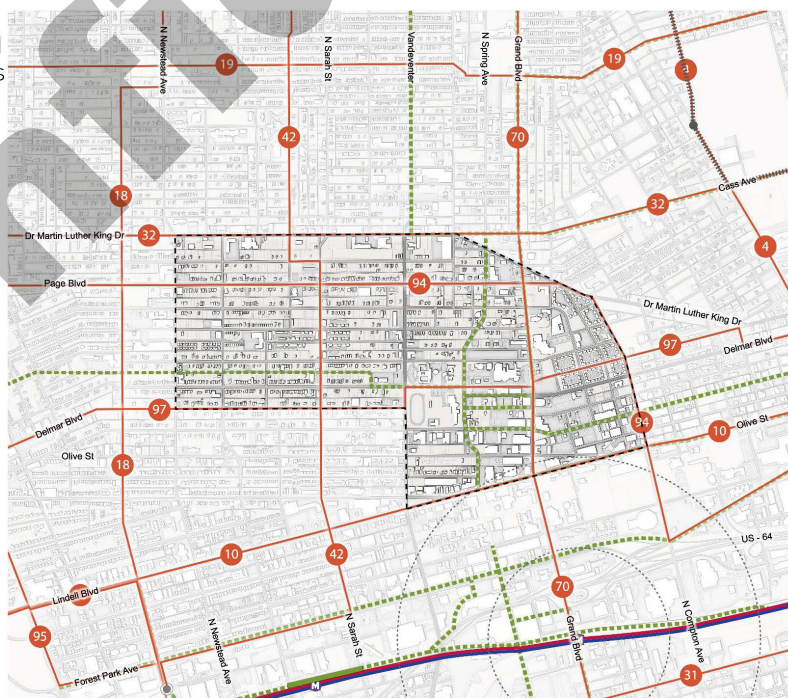 N Newstead Ave
N Sarah St
Vandeventer
N Spring Ave
Grand Blvd
19
19
4
42
70
18
32
Cass Ave
Dr Martin Luther King Dr
32
4
Page Blvd
94
Dr Martin Luther King Dr
97
Delmar Blvd
97
Delmar Blvd
94
10
Olive St
Olive St
18
10
42
US - 64
70
Lindell Blvd
95
N Newstead Ave
N Sarah St
Grand Blvd
N Compton Ave
Forest Park Ave
M
31
nfi